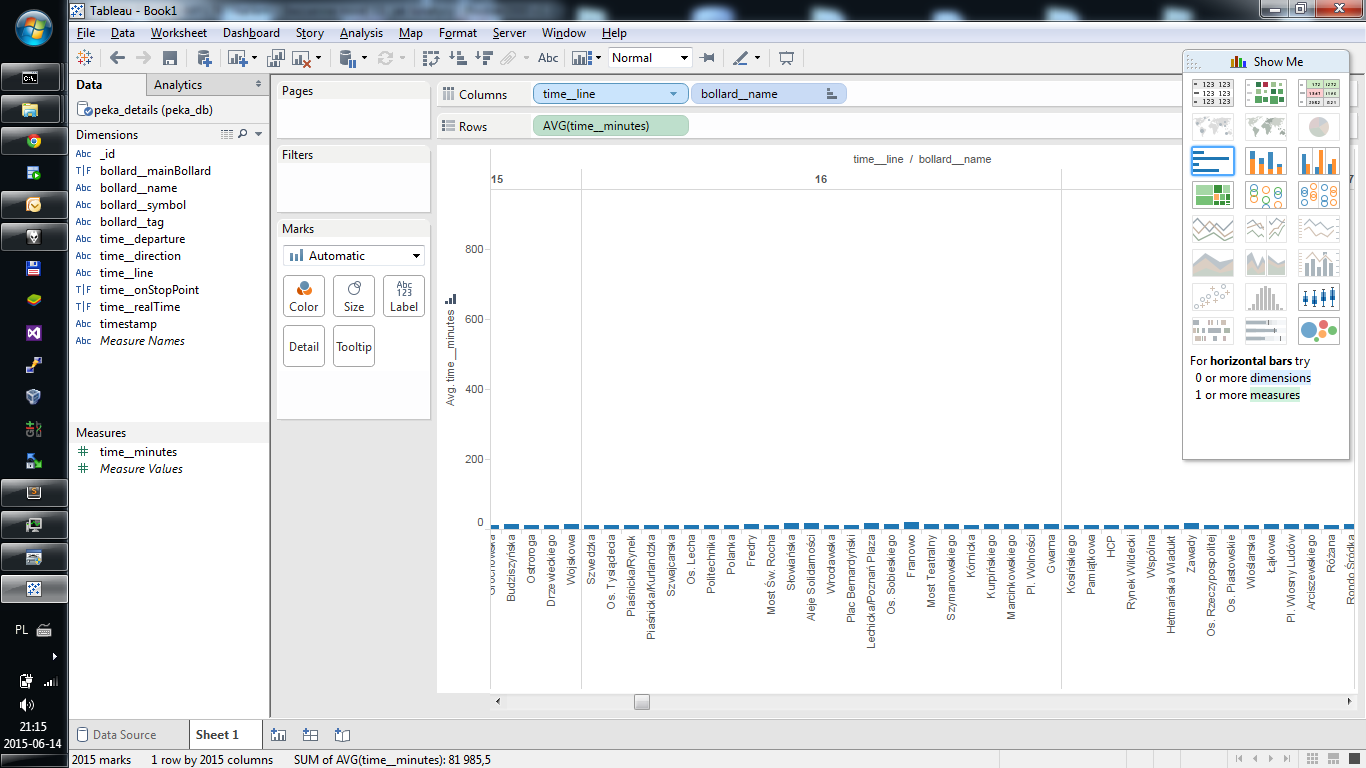 Tableau - Book1
File Data Worksheet Dashboard Story Analysis Map Format Server Window Help
Abc Normal
Data Analytics
peka_details (peka_db)
Dimensions
Abc _id
T|F bollard__mainBollard
Abc bollard__name
Abc bollard__symbol
Abc bollard__tag
Abc time__departure
Abc time__direction
Abc time__line
T|F time__onStopPoint
T|F time__realTime
Abc timestamp
Abc Measure Names
Measures
# time__minutes
# Measure Values
Pages
Filters
Marks
Automatic
Color Size Abc 123 Label
Detail Tooltip
Columns time__line bollard__name
Rows AVG(time__minutes)
time__line / bollard__name
15 16 17
Avg. time__minutes
800
600
400
200
0
Budziszyńska
Ostroroga
Drzewieckiego
Wojskowa
Szwedzka
Os. Tysiąclecia
Piaśnicka/Rynek
Piaśnicka/Kurlandzka
Szwajcarska
Os. Lecha
Politechnika
Polanka
Fredry
Most Św. Rocha
Słowiańska
Aleje Solidarności
Wrocławska
Plac Bernardyński
Lechicka/Poznań Plaza
Os. Sobieskiego
Franowo
Most Teatralny
Szymanowskiego
Kórnicka
Kurpińskiego
Marcinkowskiego
Pl. Wolności
Gwarna
Kosińskiego
Pamiątkowa
HCP
Rynek Wildecki
Wspólna
Hetmańska Wiadukt
Zawady
Os. Rzeczypospolitej
Os. Piastowskie
Wioślarska
Łąkowa
Pl. Wiosny Ludów
Arciszewskiego
Różana
Rondo Śródka
Show Me
For horizontal bars try
0 or more dimensions
1 or more measures
PL
21:15
2015-06-14
Data Source Sheet 1
2015 marks 1 row by 2015 columns SUM of AVG(time__minutes): 81 985,5